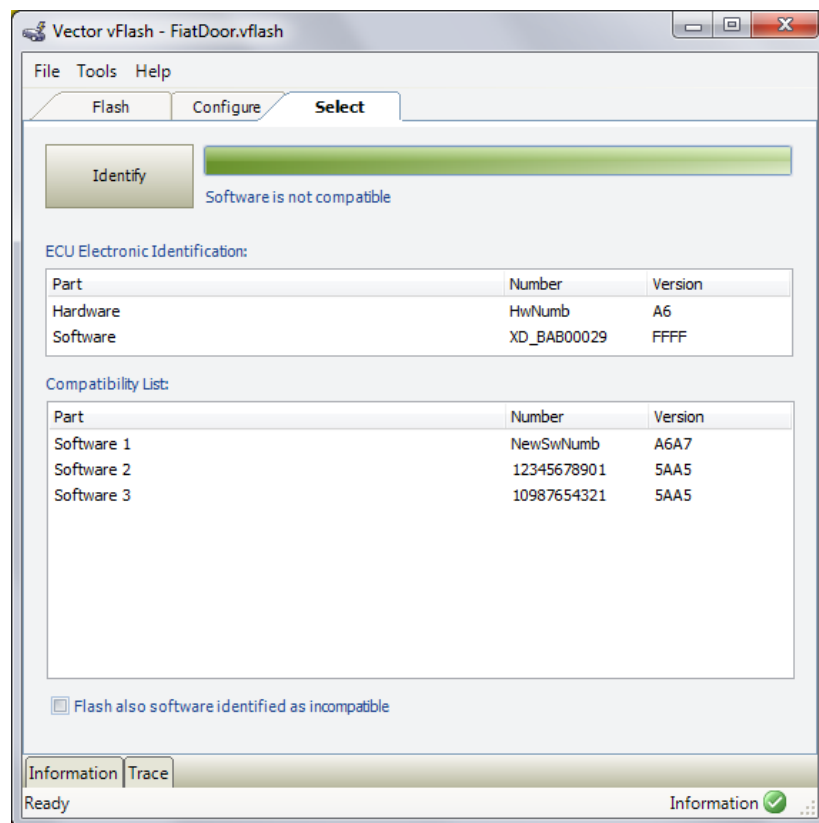 Vector vFlash - FiatDoor.vflash
File Tools Help
Flash Configure Select
Identify
Software is not compatible
ECU Electronic Identification:
Part Number Version
Hardware HwNumb A6
Software XD_BAB00029 FFFF
Compatibility List:
Part Number Version
Software 1 NewSwNumb A6A7
Software 2 12345678901 5AA5
Software 3 10987654321 5AA5
Flash also software identified as incompatible
Information Trace
Ready Information